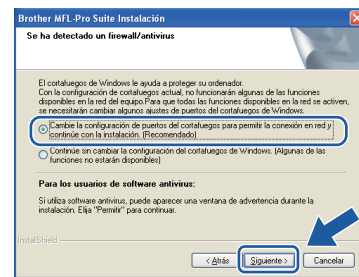 Brother MFL-Pro Suite Instalación
Se ha detectado un firewall/antivirus
El cortafuegos de Windows le ayuda a proteger su ordenador.
Con la configuración de cortafuegos actual, no funcionarán algunas de las funciones
disponibles en la red del equipo.Para que todas las funciones disponibles en la red se activen,
se necesitarán cambiar algunos ajustes de puertos del cortafuegos de Windows.
Cambie la configuración de puertos del cortafuegos para permitir la conexión en red y
continúe con la instalación. (Recomendado)
Continúe sin cambiar la configuración del cortafuegos de Windows. (Algunas de las
funciones no estarán disponibles)
Para los usuarios de software antivirus:
Si utiliza software antivirus, puede aparecer una ventana de advertencia durante la
instalación. Elija "Permitir" para continuar.
InstallShield
< Atrás
Siguiente >
Cancelar